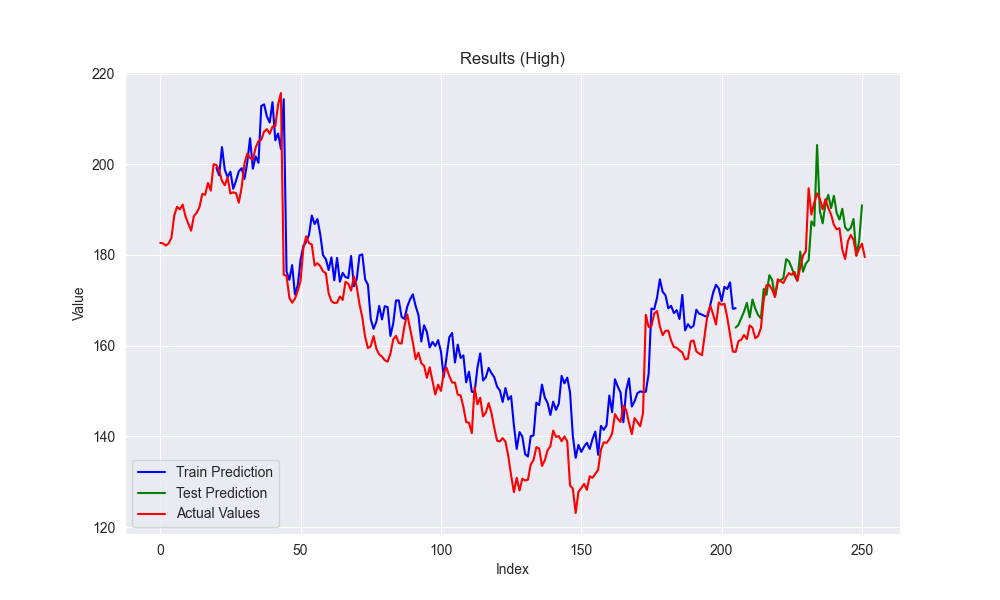 Results (High)
220
200
180
160
140
120
Value
Train Prediction
Test Prediction
Actual Values
0
50
100
150
200
250
Index